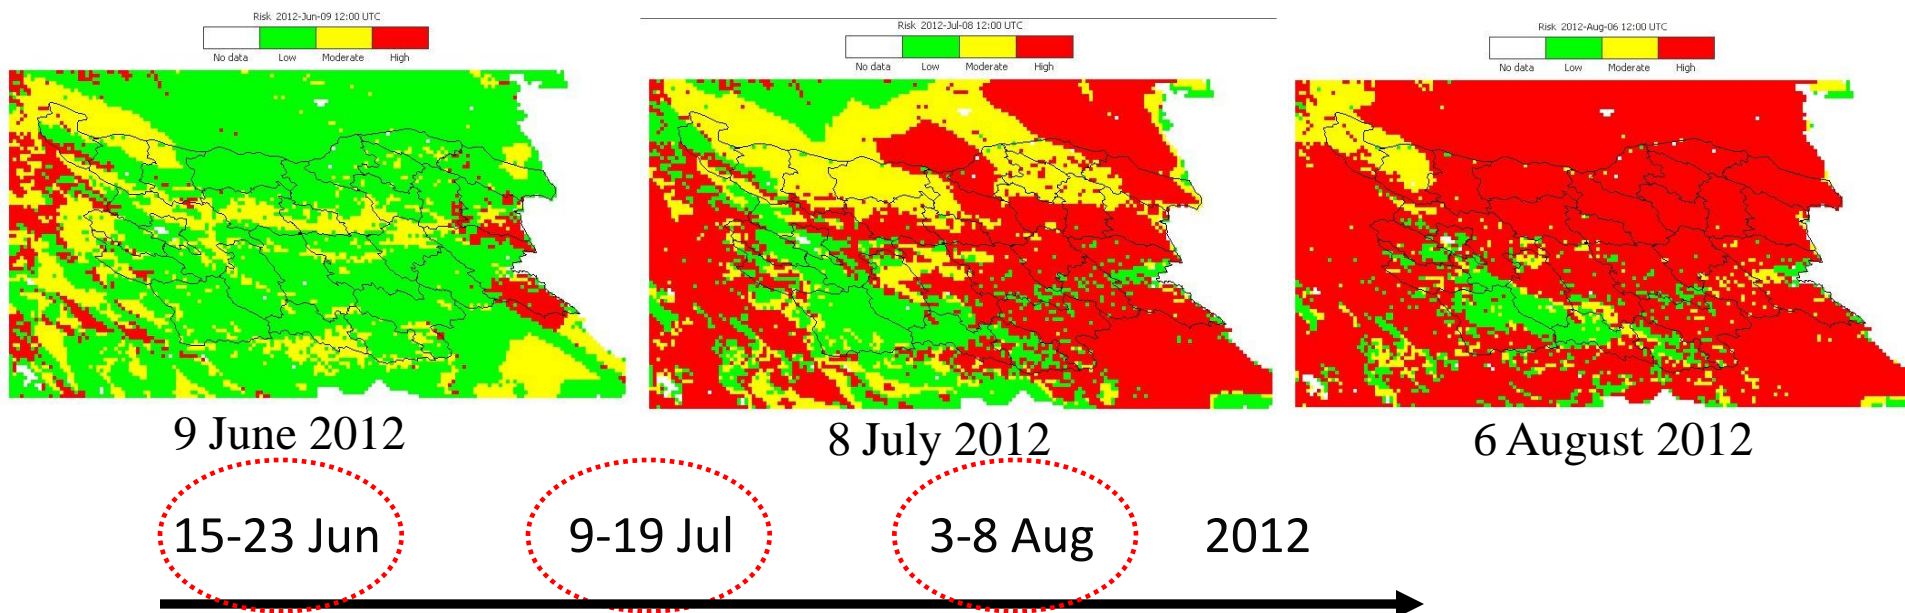 Risk 2012-Jun-09 12:00 UTC
No data Low Moderate High
9 June 2012
Risk 2012-Jul-08 12:00 UTC
No data Low Moderate High
8 July 2012
Risk 2012-Aug-06 12:00 UTC
No data Low Moderate High
6 August 2012
15-23 Jun 9-19 Jul 3-8 Aug 2012